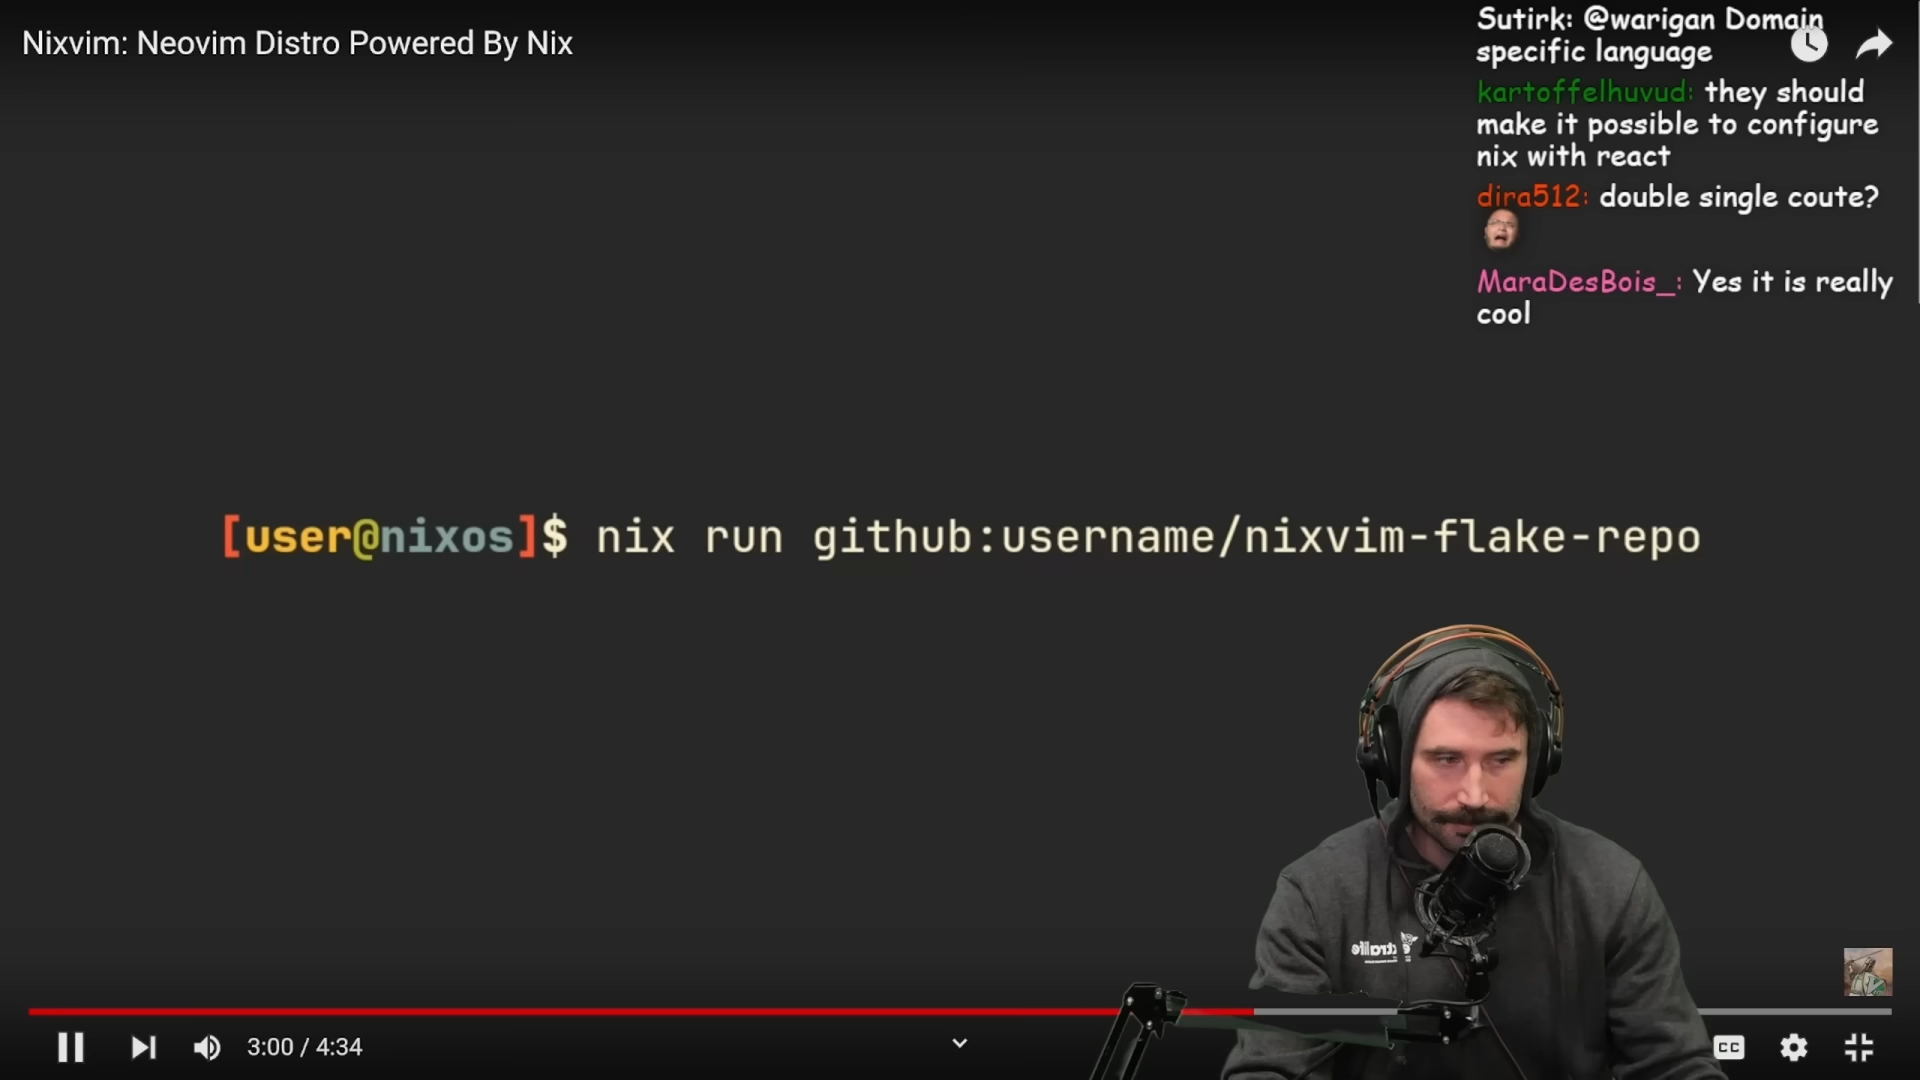 Nixvim: Neovim Distro Powered By Nix
Sutirk: @warigan Domain
specific language
kartoffelhuvud: they should
make it possible to configure
nix with react
dira512: double single coute?
MaraDesBois_: Yes it is really
cool
[user@nixos]$ nix run github:username/nixvim-flake-repo
3:00 / 4:34
CC